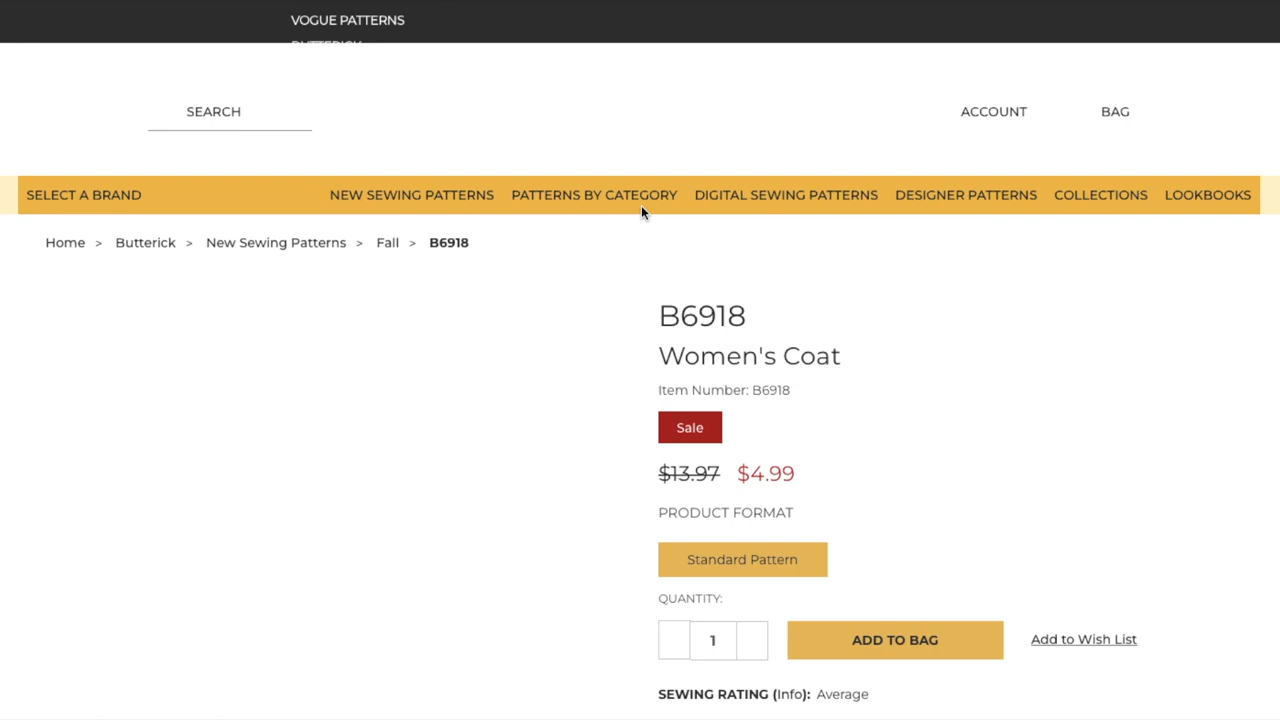 VOGUE PATTERNS
SEARCH
ACCOUNT
BAG
SELECT A BRAND
NEW SEWING PATTERNS
PATTERNS BY CATEGORY
DIGITAL SEWING PATTERNS
DESIGNER PATTERNS
COLLECTIONS
LOOKBOOKS
Home > Butterick > New Sewing Patterns > Fall > B6918
B6918
Women's Coat
Item Number: B6918
Sale
$13.97 $4.99
PRODUCT FORMAT
Standard Pattern
QUANTITY:
1
ADD TO BAG
Add to Wish List
SEWING RATING (Info): Average